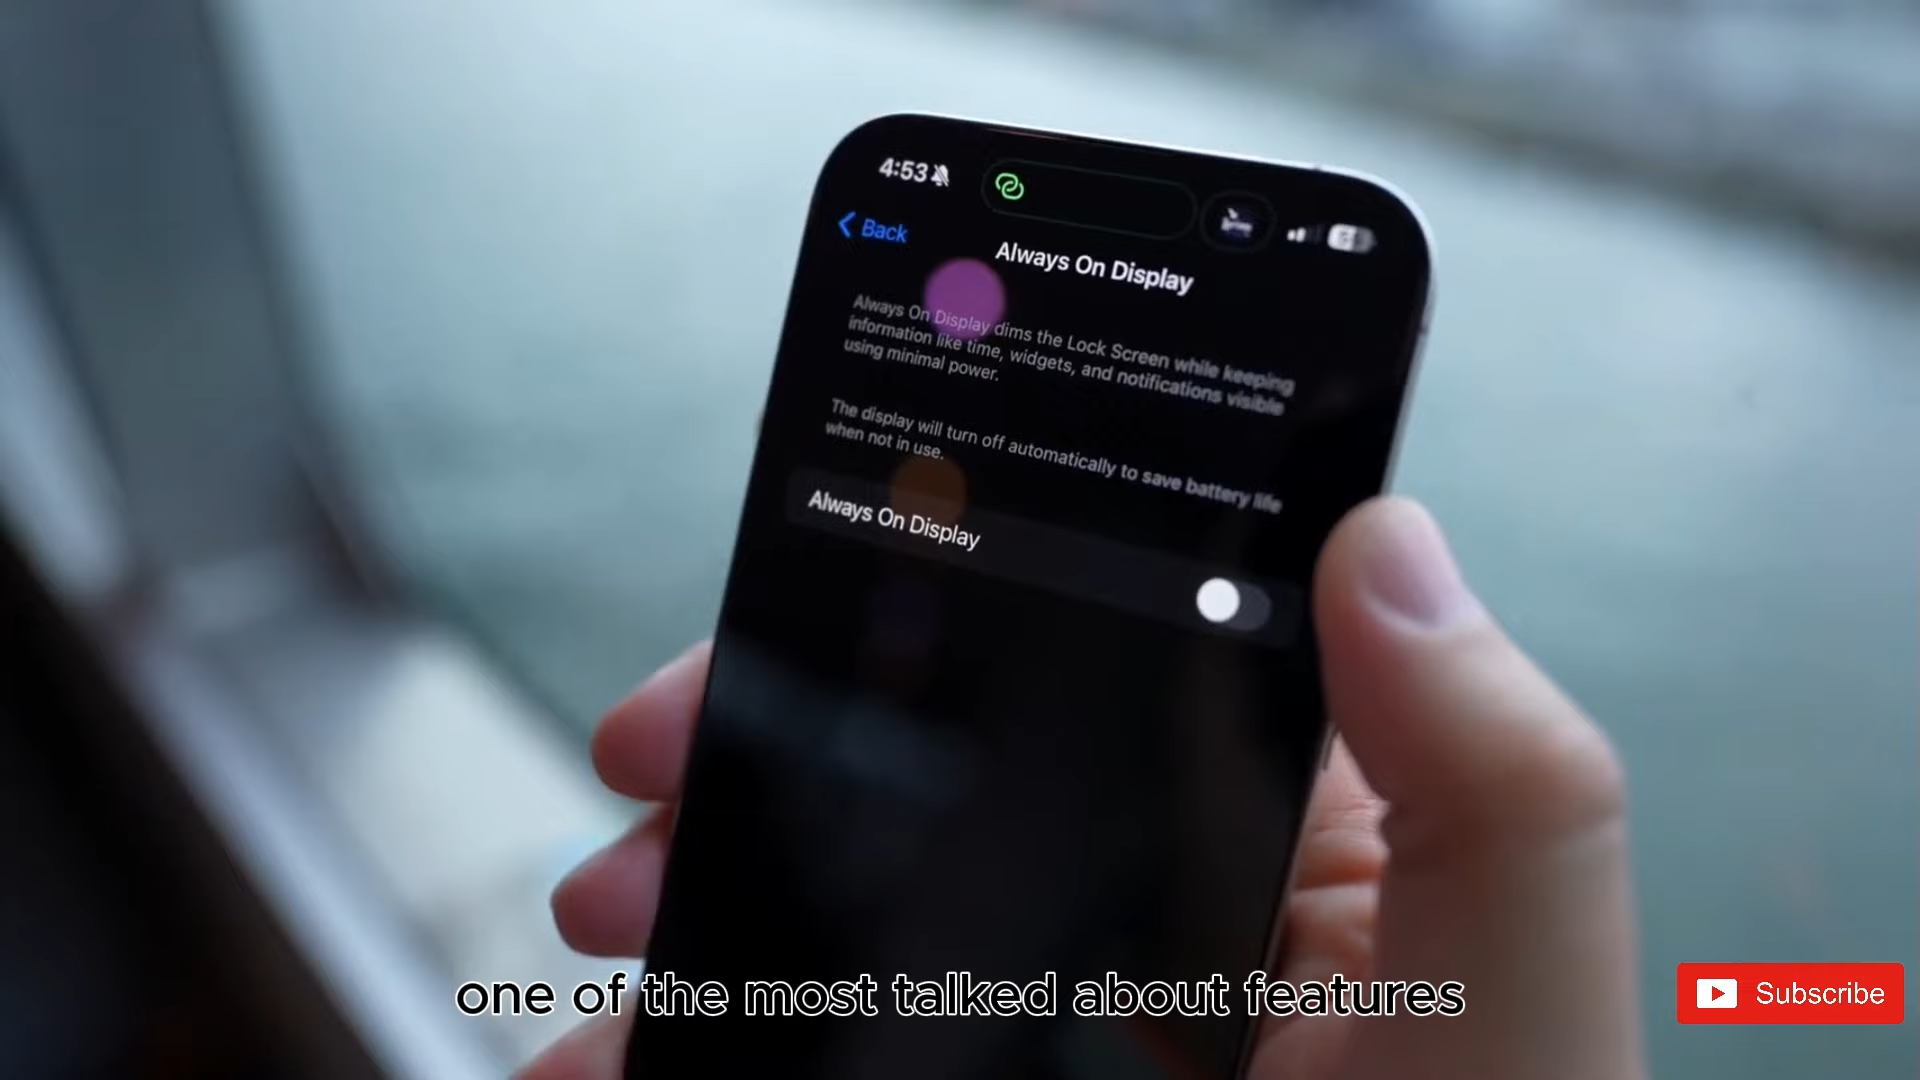 4:53
Back
Always On Display
Always On Display dims the Lock Screen while keeping
information like time, widgets, and notifications visible
using minimal power.
The display will turn off automatically to save battery life
when not in use.
Always On Display
one of the most talked about features
Subscribe